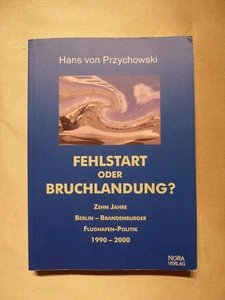 Hans von Przychowski
FEHLSTART
ODER
BRUCHLANDUNG?
ZEHN JAHRE
BERLIN – BRANDENBURGER
FLUGHAFEN-POLITIK
1990 – 2000
NORA
VERLAG